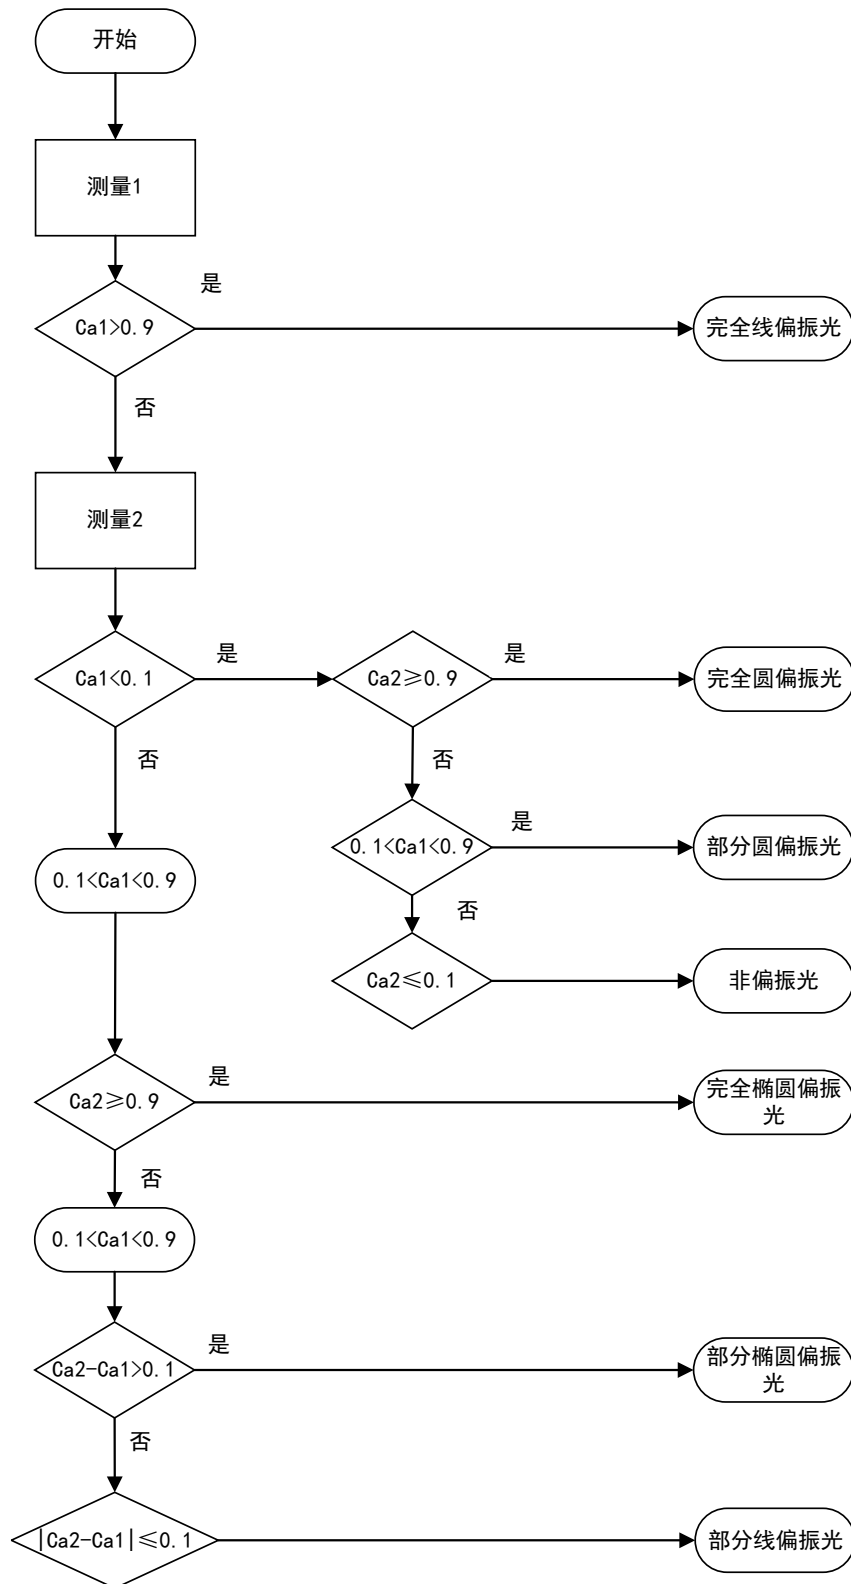 开始
测量1
是
Ca1>0.9
完全线偏振光
否
测量2
Ca1<0.1
是
Ca2≥0.9
是
完全圆偏振光
否
否
0.1<Ca1<0.9
0.1<Ca1<0.9
是
部分圆偏振光
否
Ca2≤0.1
非偏振光
Ca2≥0.9
是
完全椭圆偏振
光
否
0.1<Ca1<0.9
Ca2-Ca1>0.1
是
部分椭圆偏振
光
否
|Ca2-Ca1|≤0.1
部分线偏振光